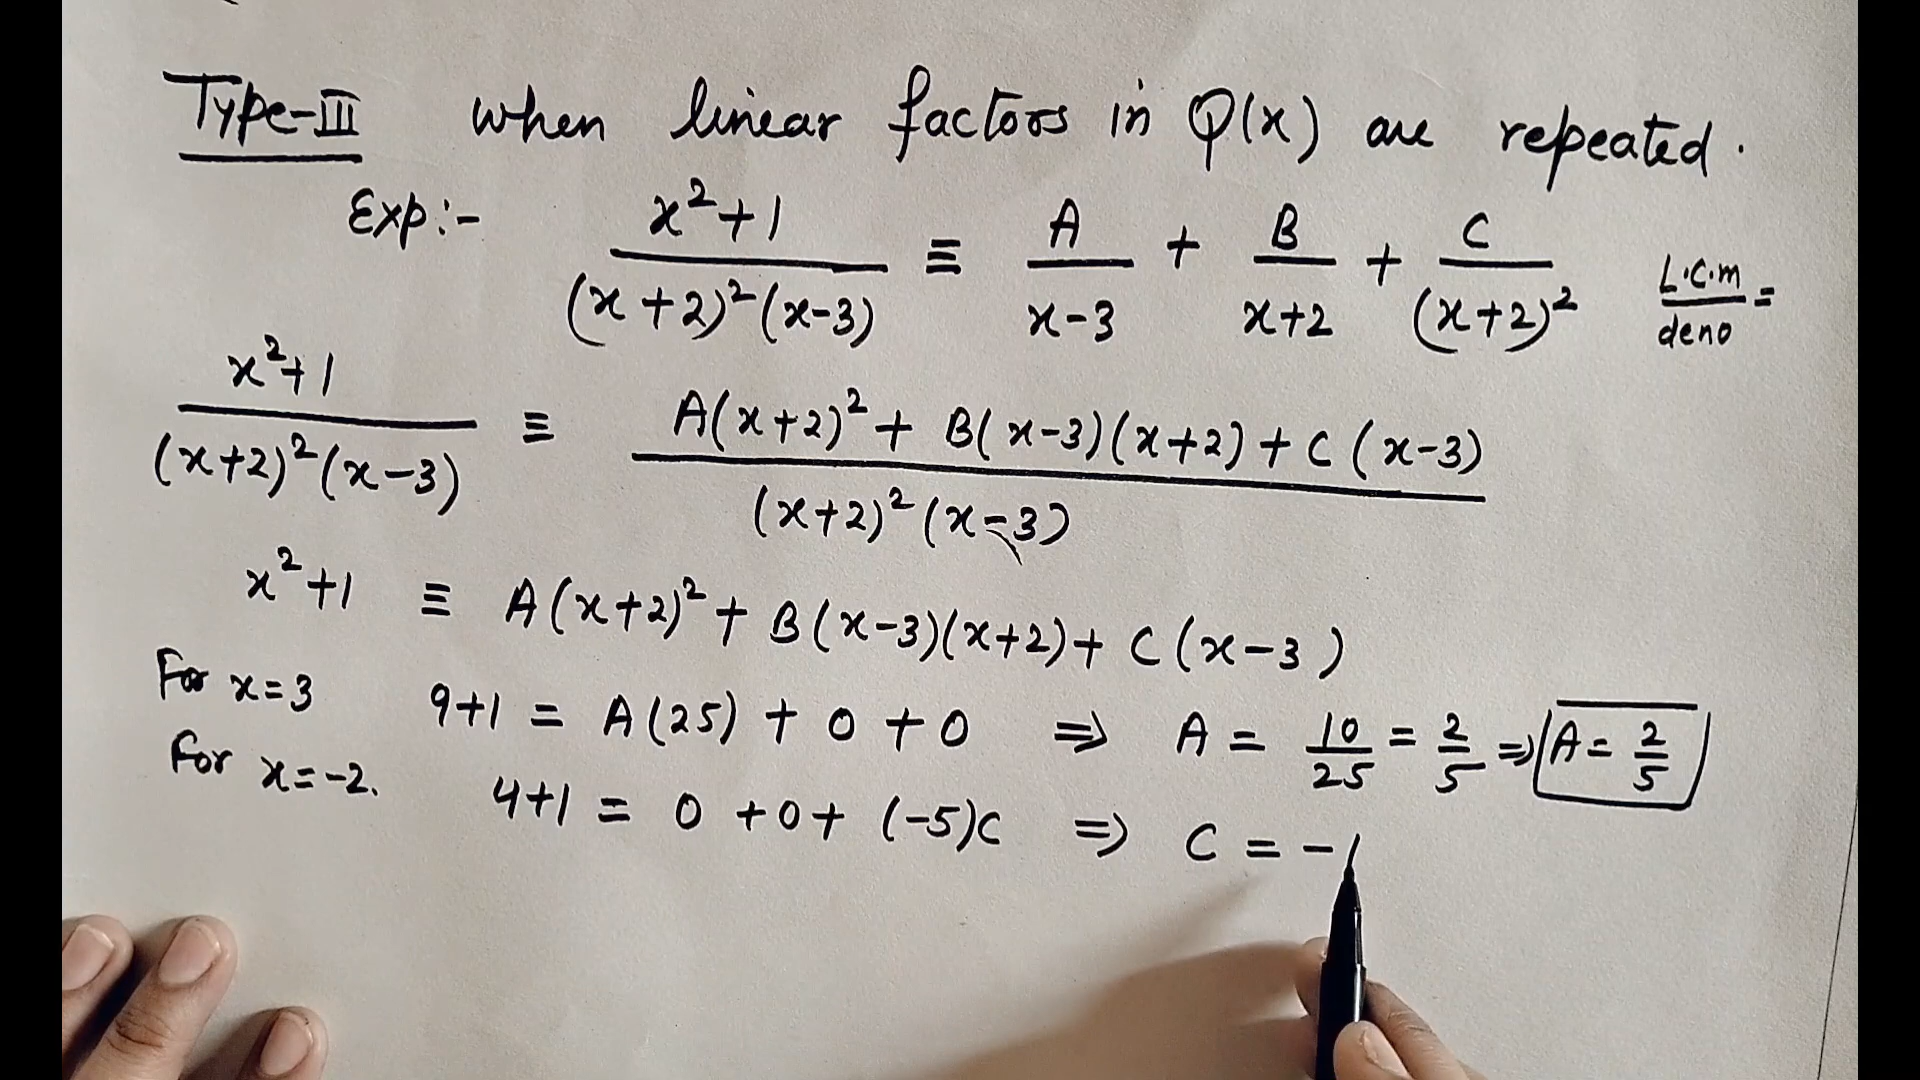 Type-III when linear factors in Q(x) are repeated.
Exp:- x²+1 / (x+2)²(x-3) ≡ A / x-3 + B / x+2 + C / (x+2)² L.C.m / deno =
x²+1 / (x+2)²(x-3) ≡ A(x+2)² + B(x-3)(x+2) + C(x-3) / (x+2)²(x-3)
x²+1 ≡ A(x+2)² + B(x-3)(x+2) + C(x-3)
For x=3 9+1 = A(25) + 0 + 0 ⇒ A = 10/25 = 2/5 ⇒ A = 2/5
For x=-2. 4+1 = 0 + 0 + (-5)C ⇒ C = -1